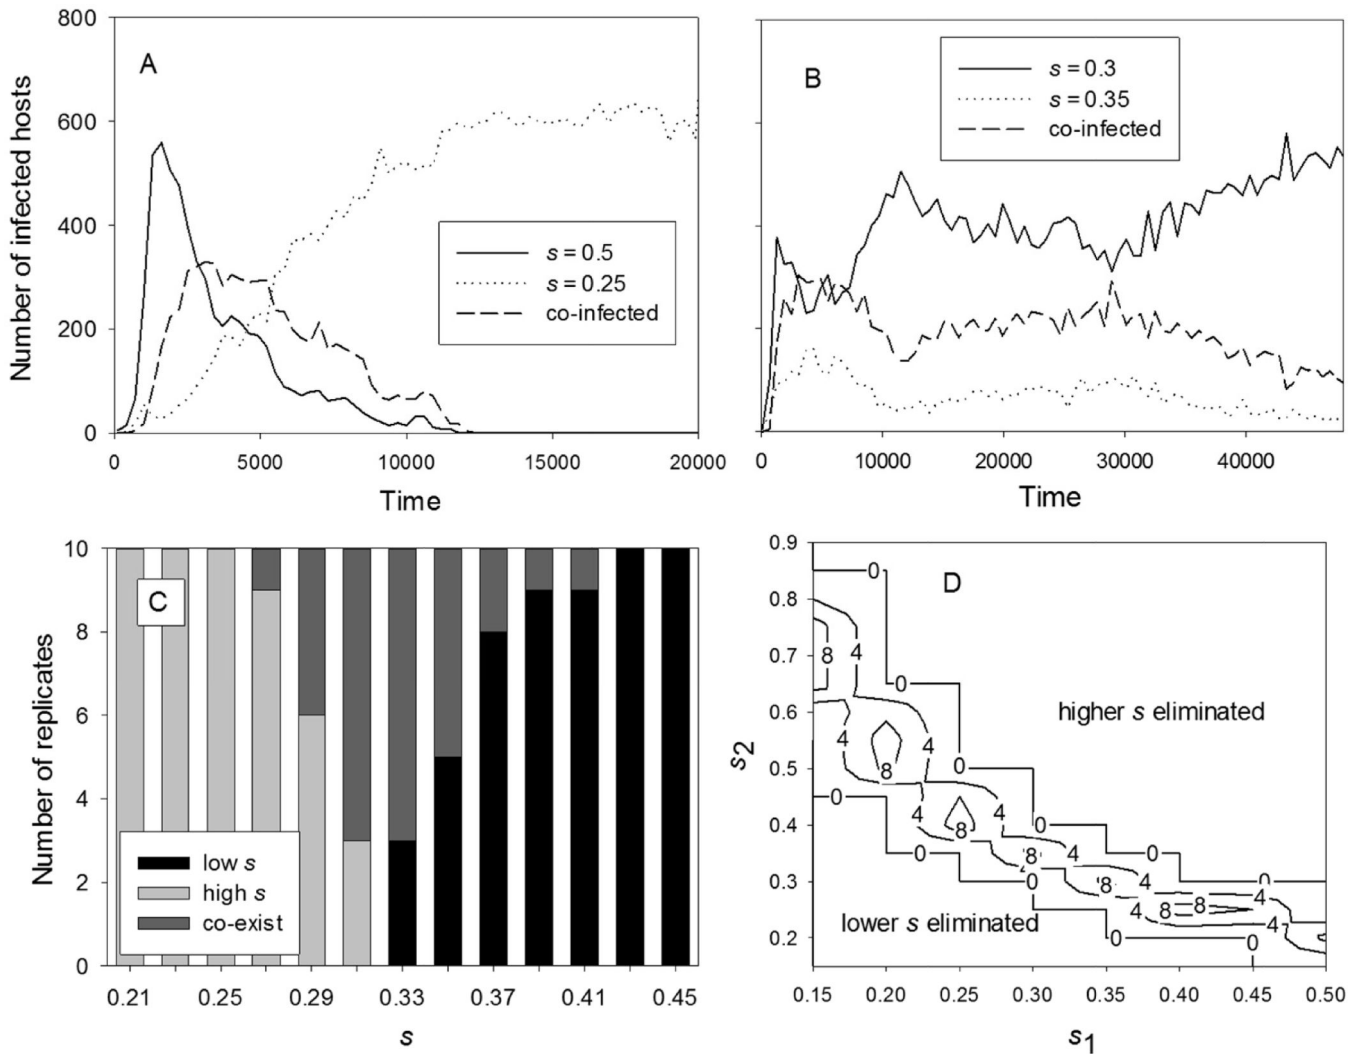 A
Number of infected hosts
800
600
400
200
0
s = 0.5
s = 0.25
co-infected
0 5000 10000 15000 20000
Time
B
s = 0.3
s = 0.35
co-infected
0 10000 20000 30000 40000
Time
C
Number of replicates
10
8
6
4
2
0
low s
high s
co-exist
0.21 0.25 0.29 0.33 0.37 0.41 0.45
s
D
s2
0.9
0.8
0.7
0.6
0.5
0.4
0.3
0.2
0
8 4
0
higher s eliminated
4 4
8 0
4 8 4 0
8 4 0
0 8 4 0
4 8 8 4
lower s eliminated
0 0
0.15 0.20 0.25 0.30 0.35 0.40 0.45 0.50
s1